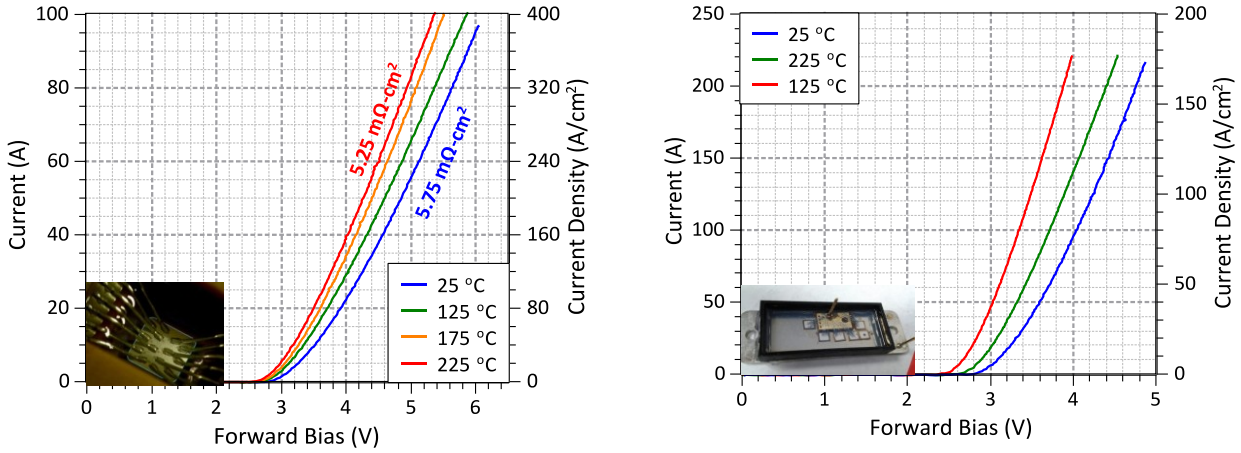 100
80
60
40
20
0
Current (A)
0
1
2
3
4
5
6
Forward Bias (V)
400
320
240
160
80
0
Current Density (A/cm²)
5.25 mΩ-cm²
5.75 mΩ-cm²
25 °C
125 °C
175 °C
225 °C
250
200
150
100
50
0
Current (A)
0
1
2
3
4
5
Forward Bias (V)
200
150
100
50
0
Current Density (A/cm²)
25 °C
225 °C
125 °C